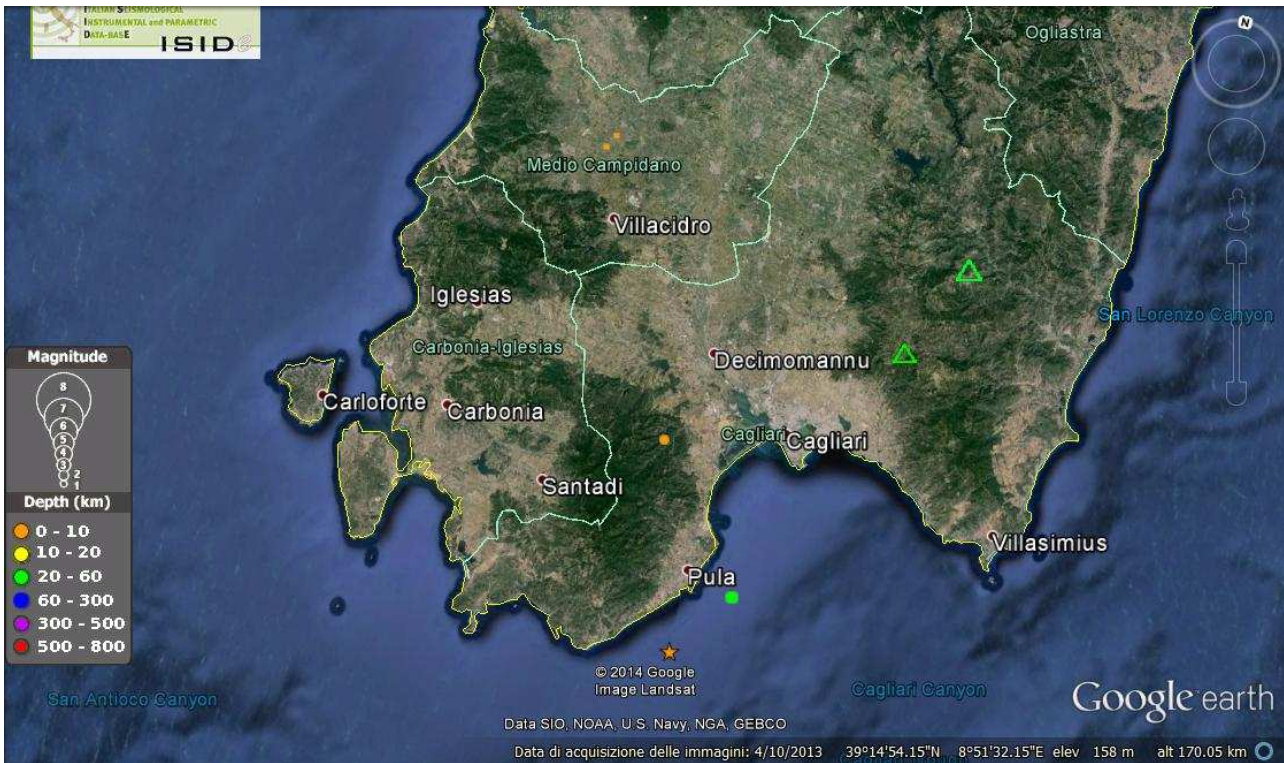 ITALIAN SEISMOLOGICAL
INSTRUMENTAL and PARAMETRIC
DATA-BASE
ISIDe
N
Ogliastra
Medio Campidano
Villacidro
Iglesias
San Lorenzo Canyon
Carbonia-Iglesias
Decimomannu
Carloforte
Carbonia
Cagliari
Cagliari
Santadi
Villasimius
Pula
Magnitude
8
7
6
5
4
3
2
1
Depth (km)
0 - 10
10 - 20
20 - 60
60 - 300
300 - 500
500 - 800
© 2014 Google
Image Landsat
San Antioco Canyon
Cagliari Canyon
Google earth
Data SIO, NOAA, U.S. Navy, NGA, GEBCO
Data di acquisizione delle immagini: 4/10/2013 39°14'54.15"N 8°51'32.15"E elev 158 m alt 170.05 km